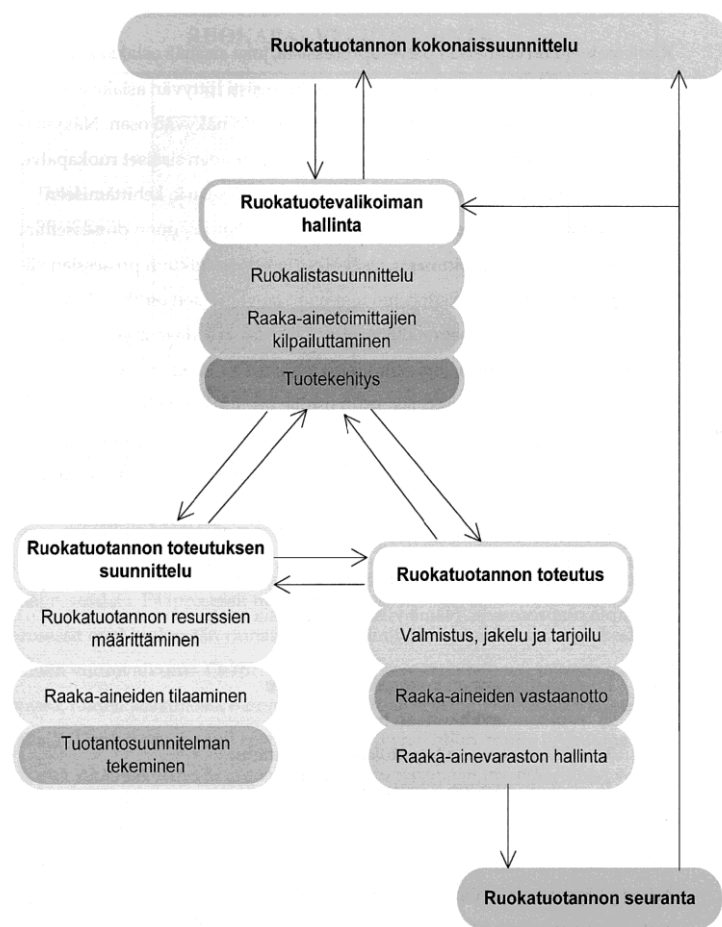 Ruokatuotannon kokonaissuunnittelu
Ruokatuotevalikoiman
hallinta
Ruokalistasuunnittelu
Raaka-ainetoimittajien
kilpailuttaminen
Tuotekehitys
Ruokatuotannon toteutuksen
suunnittelu
Ruokatuotannon resurssien
määrittäminen
Raaka-aineiden tilaaminen
Tuotantosuunnitelman
tekeminen
Ruokatuotannon toteutus
Valmistus, jakelu ja tarjoilu
Raaka-aineiden vastaanotto
Raaka-ainevaraston hallinta
Ruokatuotannon seuranta